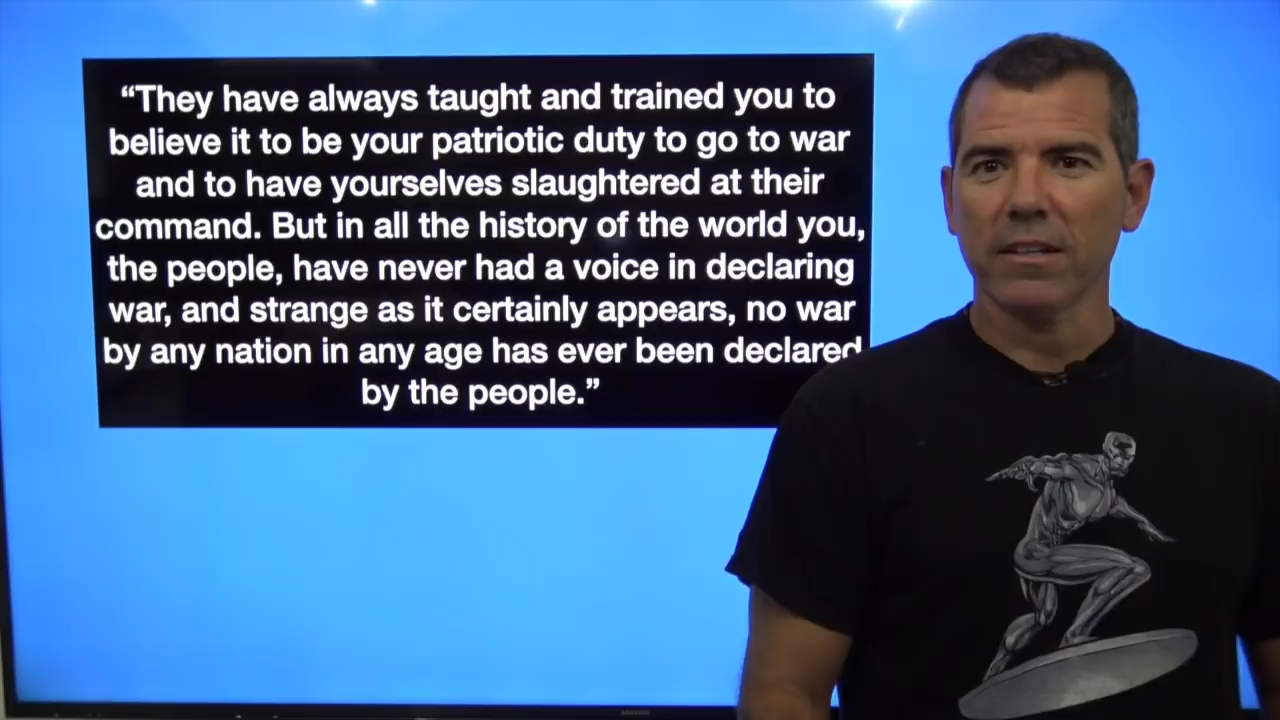 “They have always taught and trained you to
believe it to be your patriotic duty to go to war
and to have yourselves slaughtered at their
command. But in all the history of the world you,
the people, have never had a voice in declaring
war, and strange as it certainly appears, no war
by any nation in any age has ever been declared
by the people.”